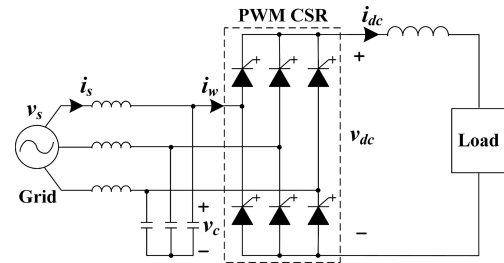 PWM CSR
i_dc
i_s
i_w
v_s
+
v_dc
Load
Grid
+
v_c
−
−